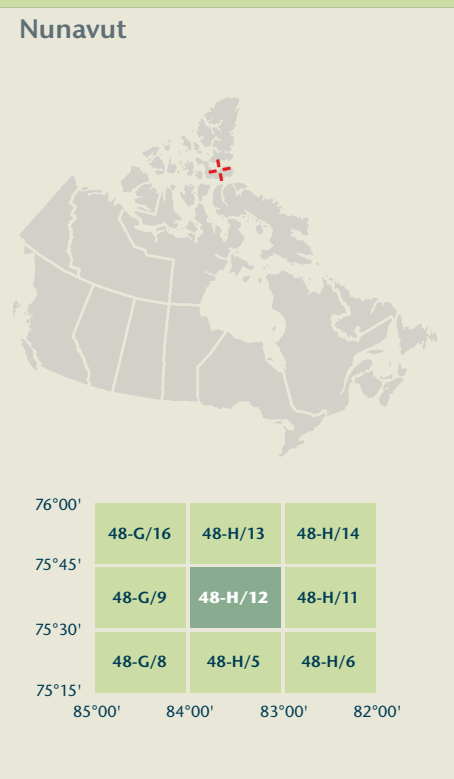 Nunavut
76°00'
48-G/16 48-H/13 48-H/14
75°45'
48-G/9 48-H/12 48-H/11
75°30'
48-G/8 48-H/5 48-H/6
75°15'
85°00' 84°00' 83°00' 82°00'